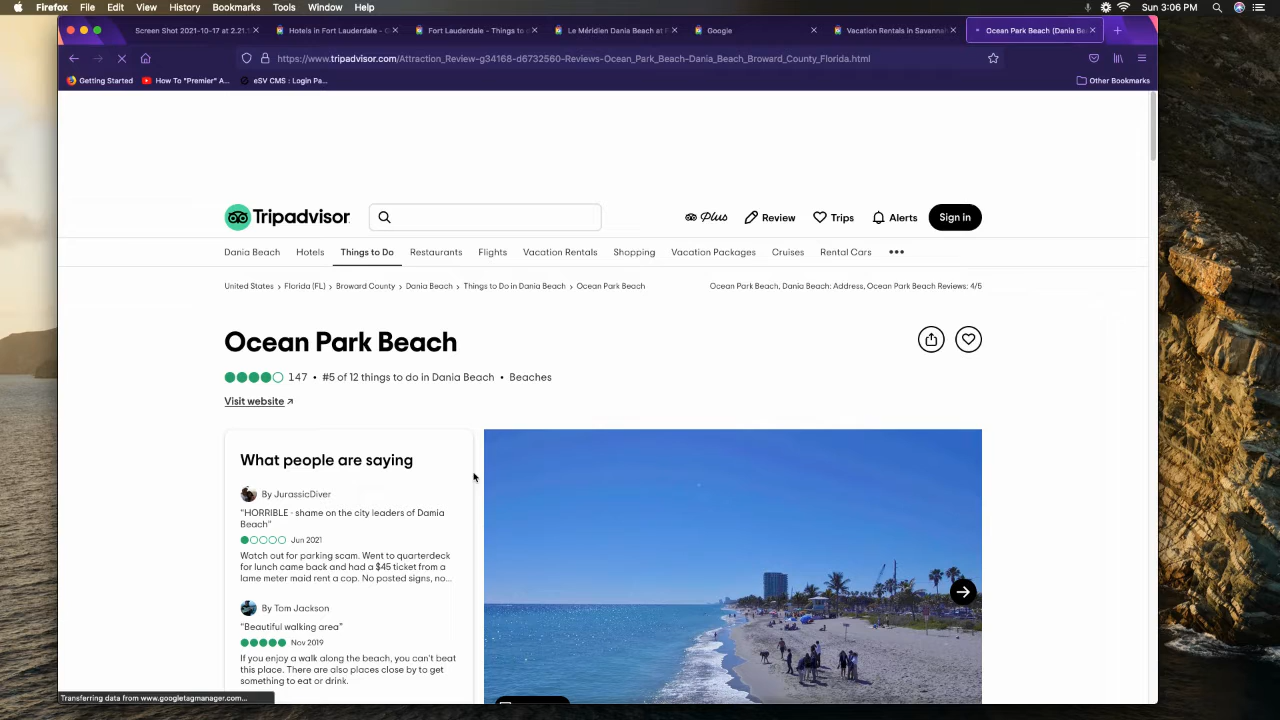 Firefox
Sun 3:06 PM
Screen Shot 2021-10-17 at 2.21.1
Hotels in Fort Lauderdale - G
Fort Lauderdale - Things to
Le Méridien Dania Beach at
Google
Vacation Rentals in Savannah
Ocean Park Beach (Dania Be
https://www.tripadvisor.com/Attraction_Review-g34168-d6732560-Reviews-Ocean_Park_Beach-Dania_Beach_Broward_County_Florida.html
Getting Started
How To "Premier" A...
eSV CMS : Login Pa...
Other Bookmarks
Tripadvisor
Plus
Review
Trips
Alerts
Sign in
Dania Beach
Hotels
Things to Do
Restaurants
Flights
Vacation Rentals
Shopping
Vacation Packages
Cruises
Rental Cars
United States › Florida (FL) › Broward County › Dania Beach › Things to Do in Dania Beach › Ocean Park Beach
Ocean Park Beach, Dania Beach: Address, Ocean Park Beach Reviews: 4/5
Ocean Park Beach
147 • #5 of 12 things to do in Dania Beach • Beaches
Visit website
What people are saying
By JurassicDiver
“HORRIBLE - shame on the city leaders of Damia
Beach”
Jun 2021
Watch out for parking scam. Went to quarterdeck
for lunch came back and had a $45 ticket from a
lame meter maid rent a cop. No posted signs, no...
By Tom Jackson
“Beautiful walking area”
Nov 2019
If you enjoy a walk along the beach, you can't beat
this place. There are also places close by to get
something to eat or drink.
Transferring data from www.googletagmanager.com...